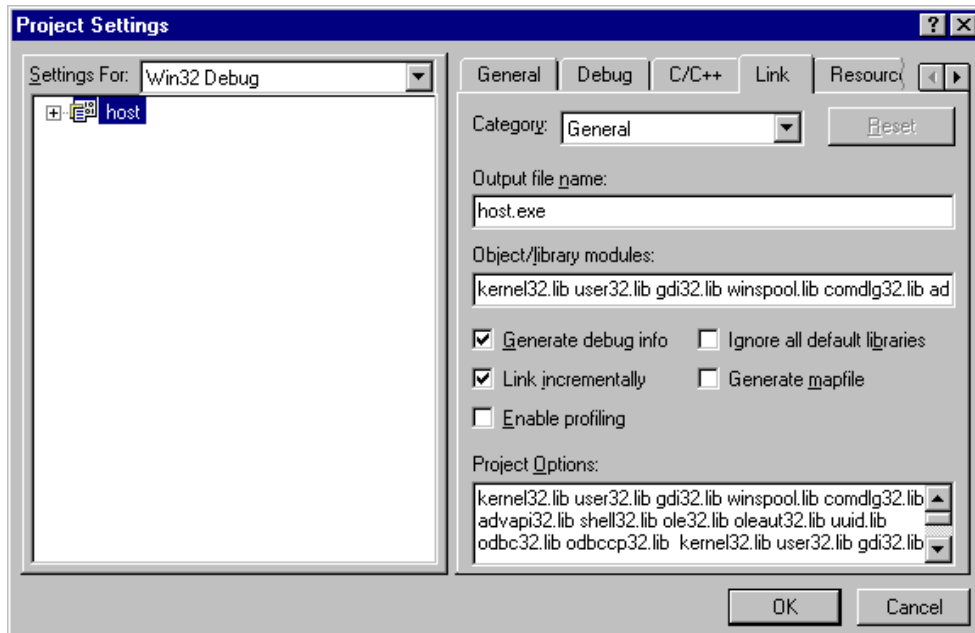 Project Settings
Settings For: Win32 Debug
host
General Debug C/C++ Link Resourc
Category: General Reset
Output file name:
host.exe
Object/library modules:
kernel32.lib user32.lib gdi32.lib winspool.lib comdlg32.lib ad
Generate debug info Ignore all default libraries
Link incrementally Generate mapfile
Enable profiling
Project Options:
kernel32.lib user32.lib gdi32.lib winspool.lib comdlg32.lib
advapi32.lib shell32.lib ole32.lib oleaut32.lib uuid.lib
odbc32.lib odbccp32.lib kernel32.lib user32.lib gdi32.lib
OK Cancel